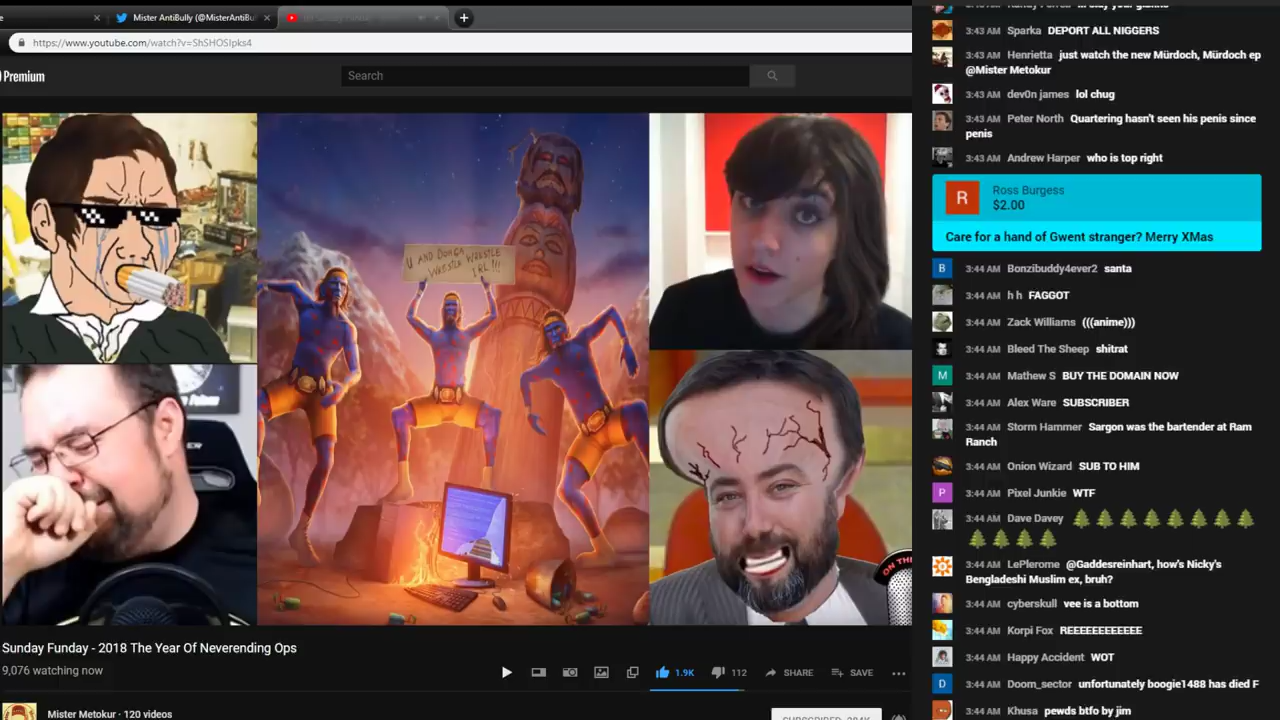 Mister AntiBully (@MisterAntiBu
https://www.youtube.com/watch?v=ShSHOSIpks4
Premium
Search
U AND DONGA
WRASTLE WRASTLE
IRL!!!
ON THE
Sunday Funday - 2018 The Year Of Neverending Ops
9,076 watching now
1.9K
112
SHARE
SAVE
Mister Metokur · 120 videos
SUBSCRIBED
3:43 AM Sparka DEPORT ALL NIGGERS
3:43 AM Henrietta just watch the new Mürdoch, Mürdoch ep
@Mister Metokur
3:43 AM dev0n james lol chug
3:43 AM Peter North Quartering hasn't seen his penis since
penis
3:43 AM Andrew Harper who is top right
R
Ross Burgess
$2.00
Care for a hand of Gwent stranger? Merry XMas
B 3:44 AM Bonzibuddy4ever2 santa
3:44 AM h h FAGGOT
3:44 AM Zack Williams (((anime)))
3:44 AM Bleed The Sheep shitrat
M 3:44 AM Mathew S BUY THE DOMAIN NOW
3:44 AM Alex Ware SUBSCRIBER
3:44 AM Storm Hammer Sargon was the bartender at Ram
Ranch
3:44 AM Onion Wizard SUB TO HIM
P 3:44 AM Pixel Junkie WTF
3:44 AM Dave Davey 🌲🌲🌲🌲🌲🌲🌲🌲
🌲🌲🌲🌲
3:44 AM LePlerome @Gaddesreinhart, how's Nicky's
Bengladeshi Muslim ex, bruh?
3:44 AM cyberskull vee is a bottom
3:44 AM Korpi Fox REEEEEEEEEEEE
3:44 AM Happy Accident WOT
D 3:44 AM Doom_sector unfortunately boogie1488 has died F
3:44 AM Khusa pewds btfo by jim